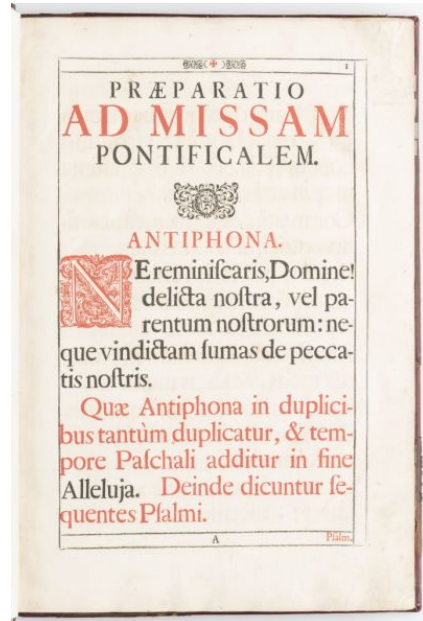 1
PRÆPARATIO
AD MISSAM
PONTIFICALEM.
ANTIPHONA.
NE reminiſcaris, Domine!
delicta noſtra, vel pa-
rentum noſtrorum: ne-
que vindictam ſumas de pecca-
tis noſtris.
Quæ Antiphona in duplici-
bus tantùm duplicatur, & tem-
pore Paſchali additur in fine
Alleluja. Deinde dicuntur ſe-
quentes Pſalmi.
A
Pſalm.